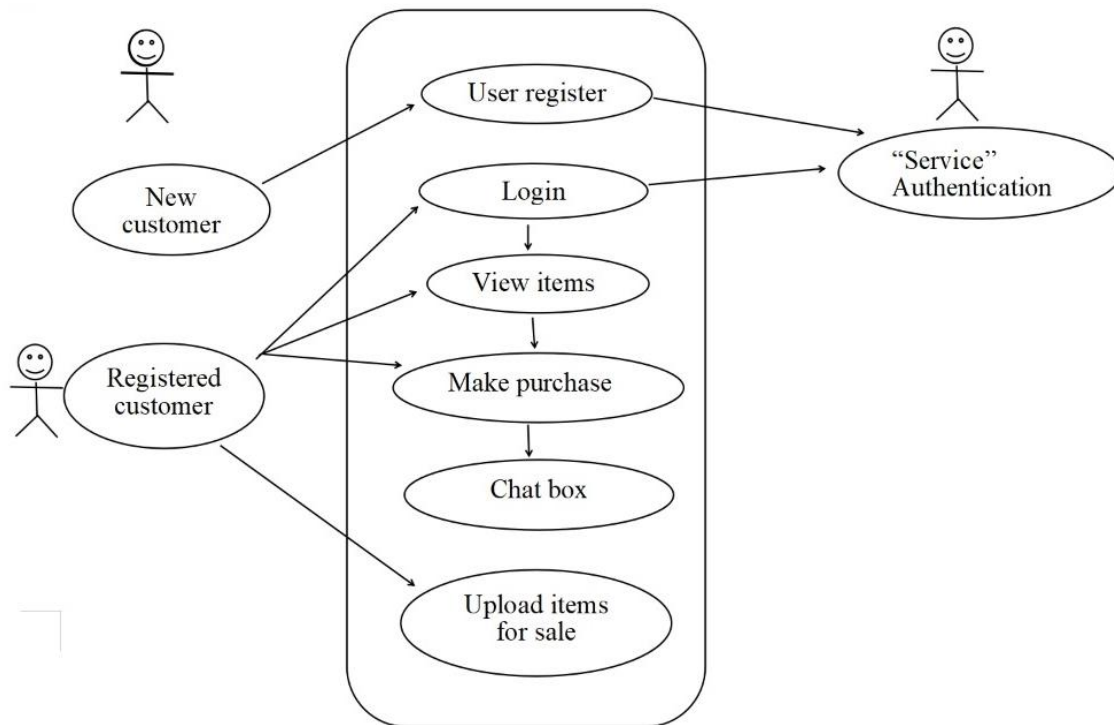 User register
“Service”
Authentication
New
customer
Login
View items
Registered
customer
Make purchase
Chat box
Upload items
for sale